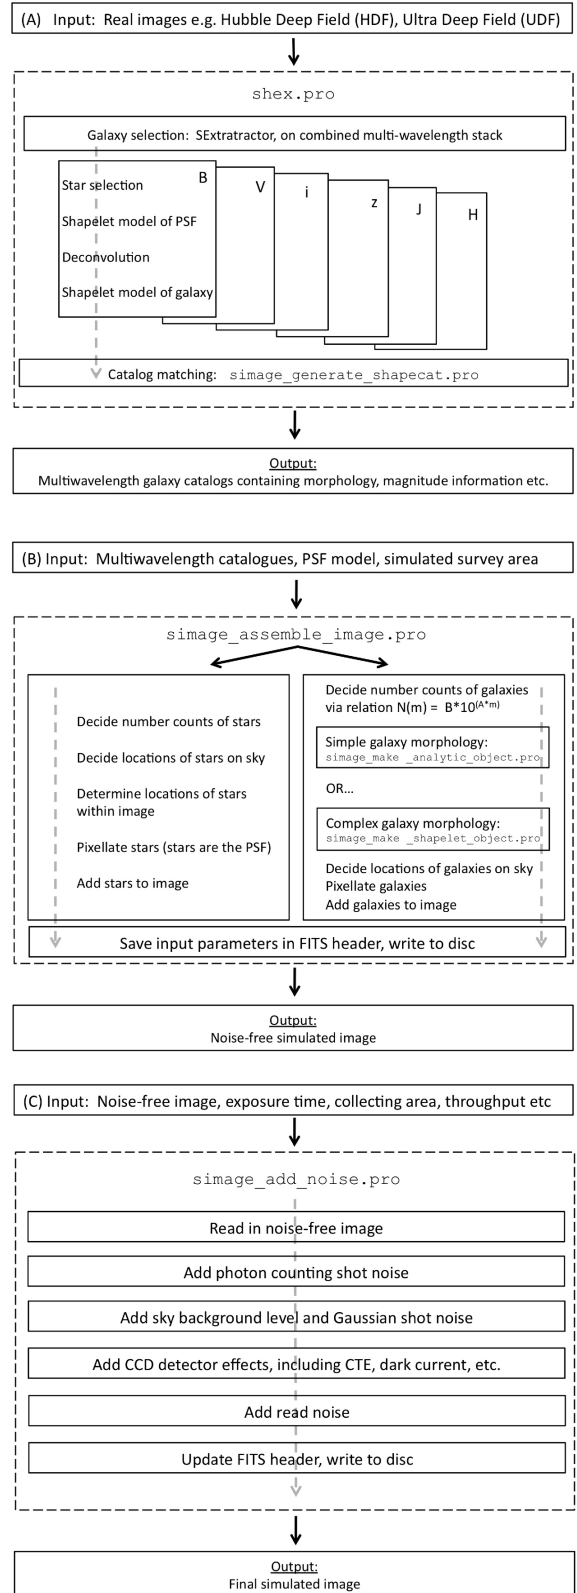 (A) Input: Real images e.g. Hubble Deep Field (HDF), Ultra Deep Field (UDF)
shex.pro
Galaxy selection: SExtratractor, on combined multi-wavelength stack
B
V
i
z
J
H
Star selection
Shapelet model of PSF
Deconvolution
Shapelet model of galaxy
Catalog matching: simage_generate_shapecat.pro
Output:
Multiwavelength galaxy catalogs containing morphology, magnitude information etc.
(B) Input: Multiwavelength catalogues, PSF model, simulated survey area
simage_assemble_image.pro
Decide number counts of stars
Decide locations of stars on sky
Determine locations of stars
within image
Pixellate stars (stars are the PSF)
Add stars to image
Decide number counts of galaxies
via relation N(m) = B*10^(A*m)
Simple galaxy morphology:
simage_make _analytic_object.pro
OR...
Complex galaxy morphology:
simage_make _shapelet_object.pro
Decide locations of galaxies on sky
Pixellate galaxies
Add galaxies to image
Save input parameters in FITS header, write to disc
Output:
Noise-free simulated image
(C) Input: Noise-free image, exposure time, collecting area, throughput etc
simage_add_noise.pro
Read in noise-free image
Add photon counting shot noise
Add sky background level and Gaussian shot noise
Add CCD detector effects, including CTE, dark current, etc.
Add read noise
Update FITS header, write to disc
Output:
Final simulated image